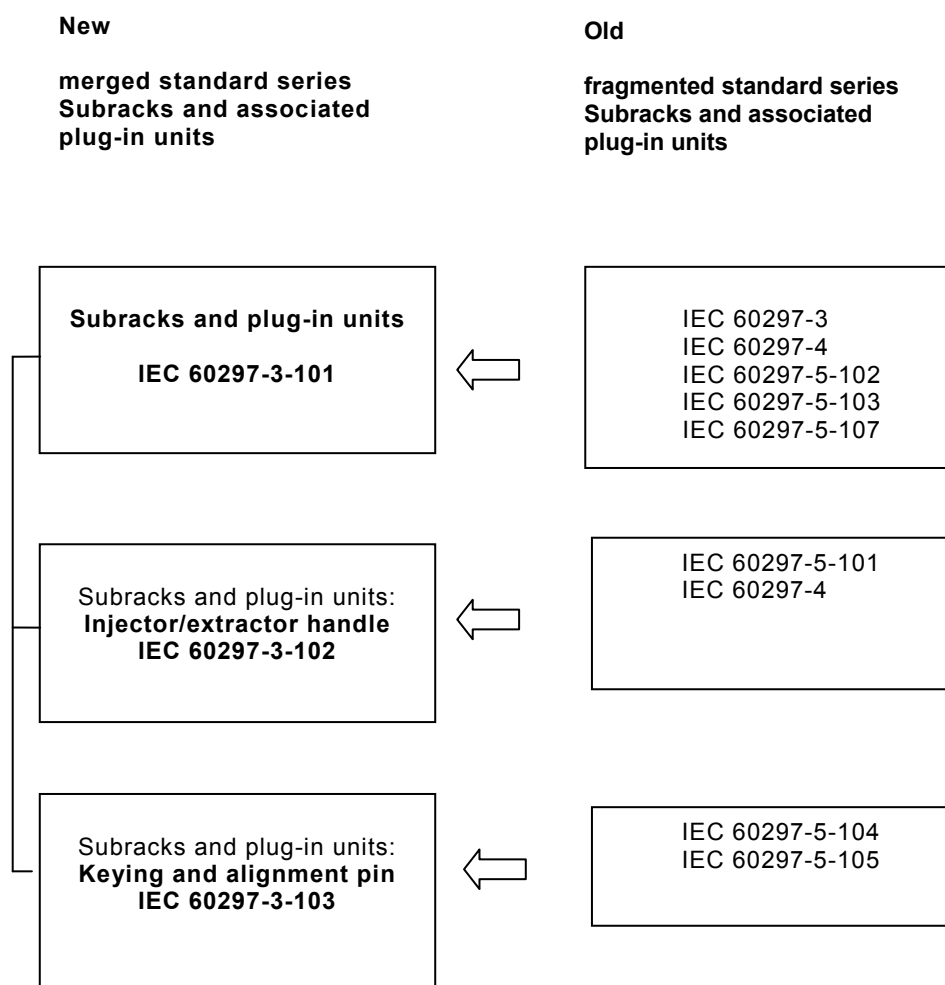 New
merged standard series
Subracks and associated
plug-in units
Old
fragmented standard series
Subracks and associated
plug-in units
Subracks and plug-in units
IEC 60297-3-101
IEC 60297-3
IEC 60297-4
IEC 60297-5-102
IEC 60297-5-103
IEC 60297-5-107
Subracks and plug-in units:
Injector/extractor handle
IEC 60297-3-102
IEC 60297-5-101
IEC 60297-4
Subracks and plug-in units:
Keying and alignment pin
IEC 60297-3-103
IEC 60297-5-104
IEC 60297-5-105